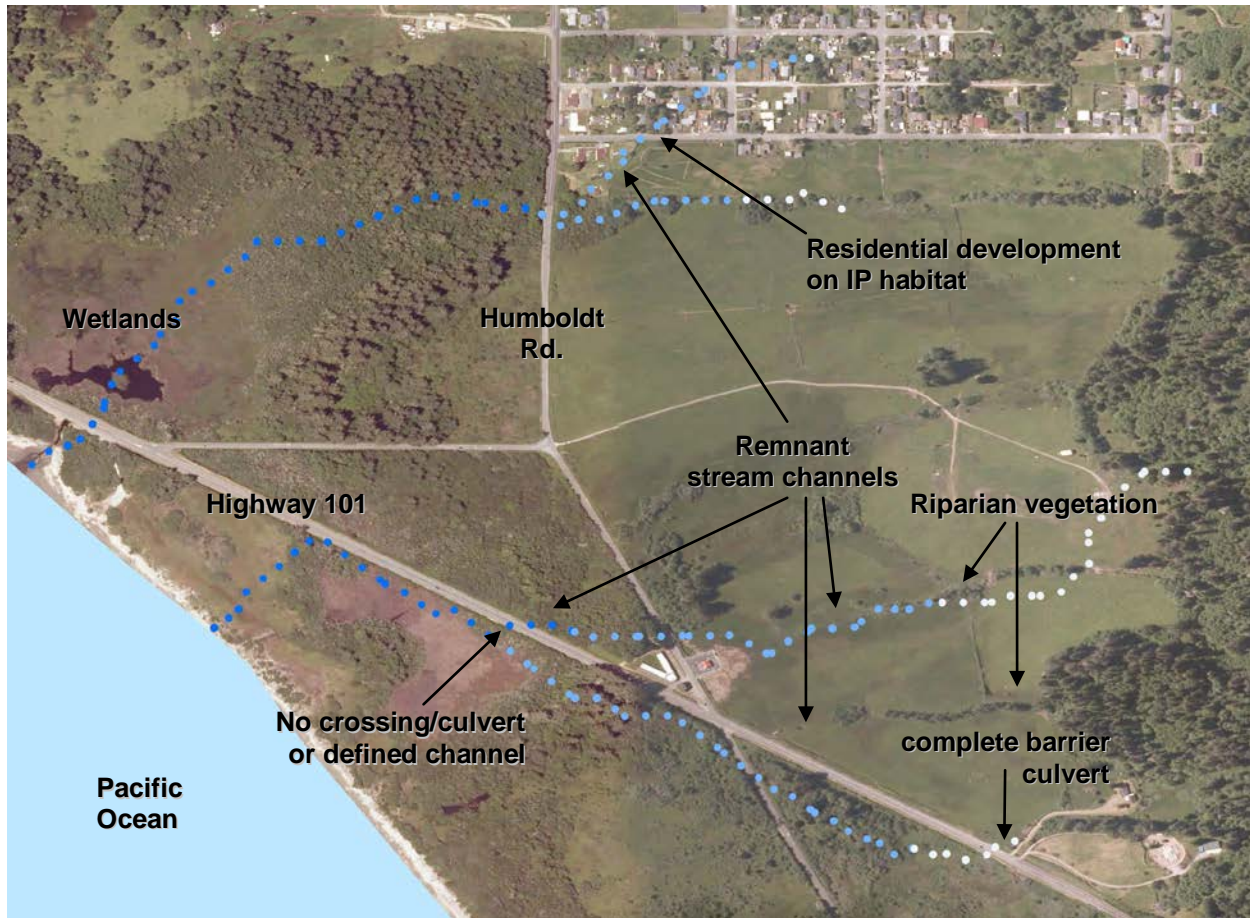 Residential development
on IP habitat
Wetlands
Humboldt
Rd.
Remnant
stream channels
Highway 101
Riparian vegetation
No crossing/culvert
or defined channel
complete barrier
culvert
Pacific
Ocean